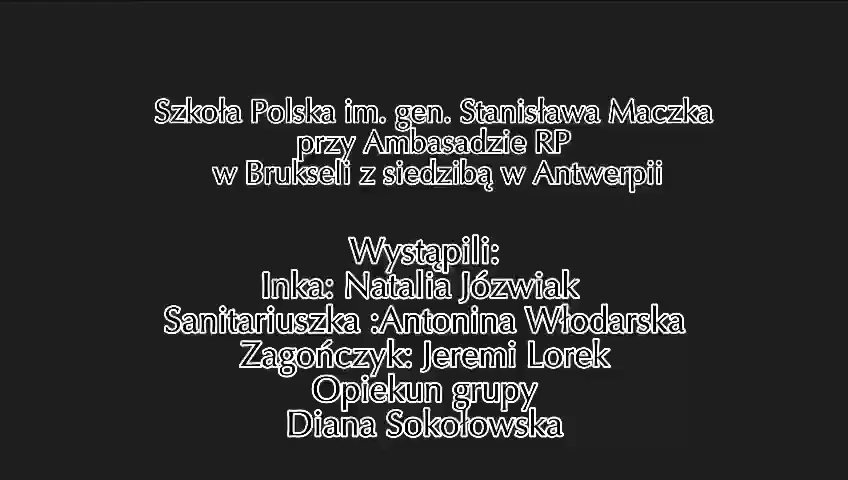 Szkoła Polska im. gen. Stanisława Maczka
przy Ambasadzie RP
w Brukseli z siedzibą w Antwerpii
Wystąpili:
Inka: Natalia Józwiak
Sanitariuszka :Antonina Włodarska
Zagończyk: Jeremi Lorek
Opiekun grupy
Diana Sokołowska